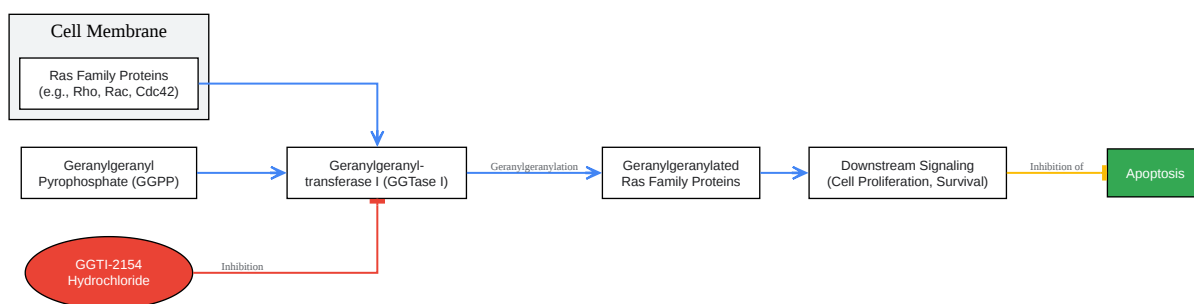 Cell Membrane
Ras Family Proteins
(e.g., Rho, Rac, Cdc42)
Geranylgeranyl
Pyrophosphate (GGPP)
Geranylgeranyl-
transferase I (GGTase I)
Geranylgeranylation
Geranylgeranylated
Ras Family Proteins
Downstream Signaling
(Cell Proliferation, Survival)
Inhibition of
Apoptosis
GGTI-2154
Hydrochloride
Inhibition